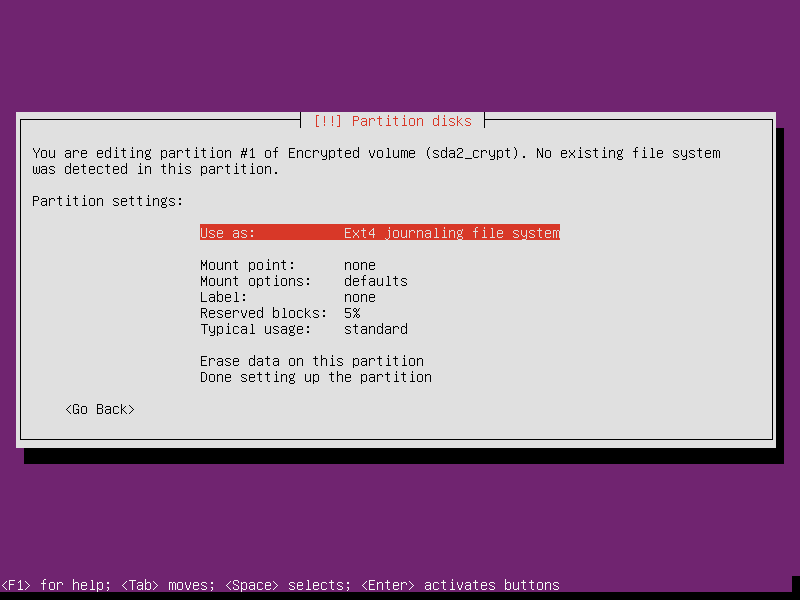 [!!] Partition disks
You are editing partition #1 of Encrypted volume (sda2_crypt). No existing file system
was detected in this partition.
Partition settings:
Use as: Ext4 journaling file system
Mount point: none
Mount options: defaults
Label: none
Reserved blocks: 5%
Typical usage: standard
Erase data on this partition
Done setting up the partition
<Go Back>
<F1> for help; <Tab> moves; <Space> selects; <Enter> activates buttons